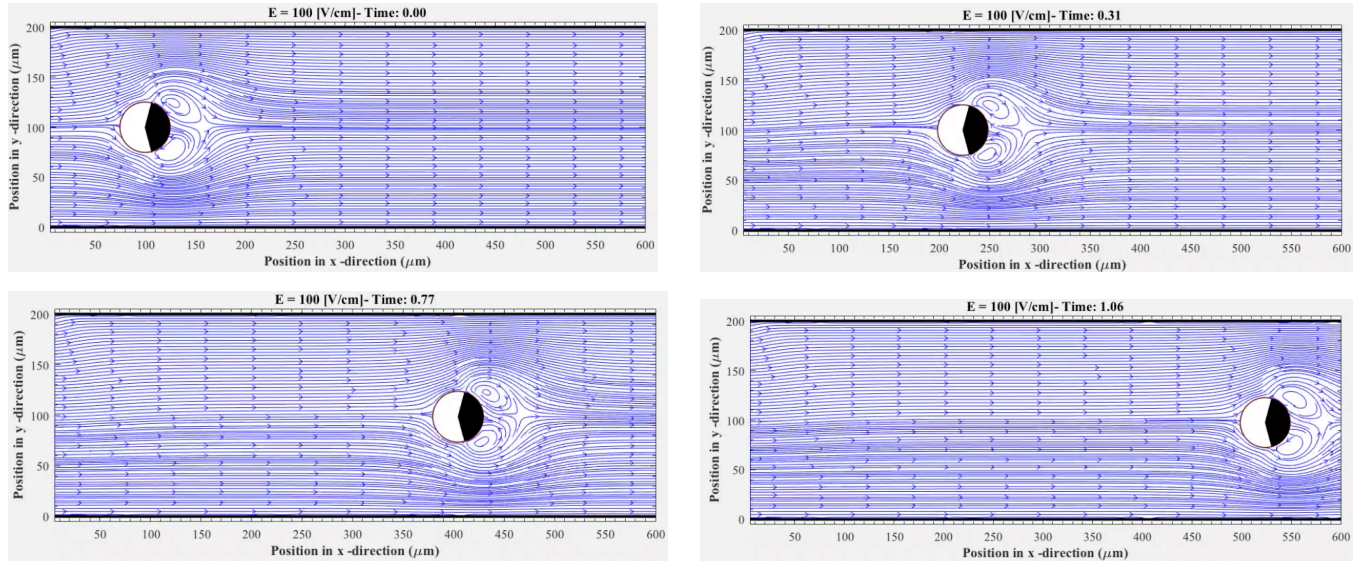 E = 100 [V/cm]- Time: 0.00
Position in y -direction (μm)
200
150
100
50
0
50 100 150 200 250 300 350 400 450 500 550 600
Position in x -direction (μm)
E = 100 [V/cm]- Time: 0.31
Position in y -direction (μm)
200
150
100
50
0
50 100 150 200 250 300 350 400 450 500 550 600
Position in x -direction (μm)
E = 100 [V/cm]- Time: 0.77
Position in y -direction (μm)
200
150
100
50
0
50 100 150 200 250 300 350 400 450 500 550 600
Position in x -direction (μm)
E = 100 [V/cm]- Time: 1.06
Position in y -direction (μm)
200
150
100
50
0
50 100 150 200 250 300 350 400 450 500 550 600
Position in x -direction (μm)